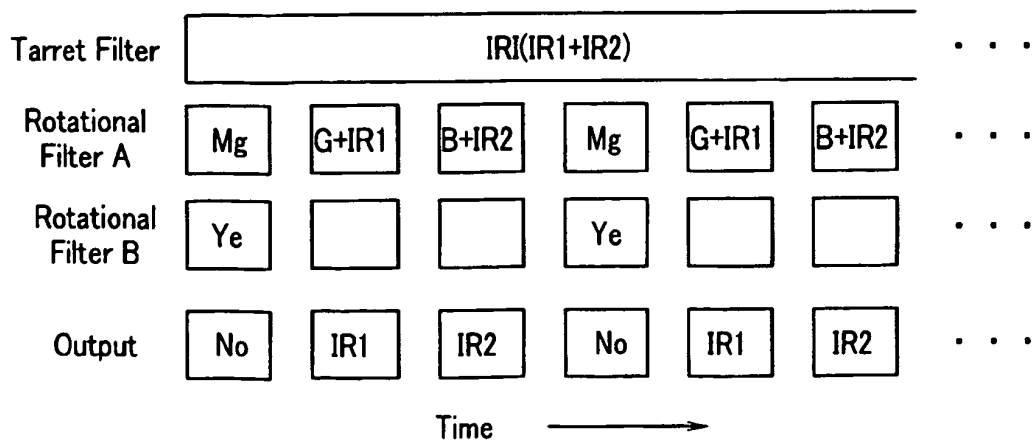 Tarret Filter IRI(IR1+IR2) . . .
Rotational Filter A Mg G+IR1 B+IR2 Mg G+IR1 B+IR2 . . .
Rotational Filter B Ye Ye . . .
Output No IR1 IR2 No IR1 IR2 . . .
Time